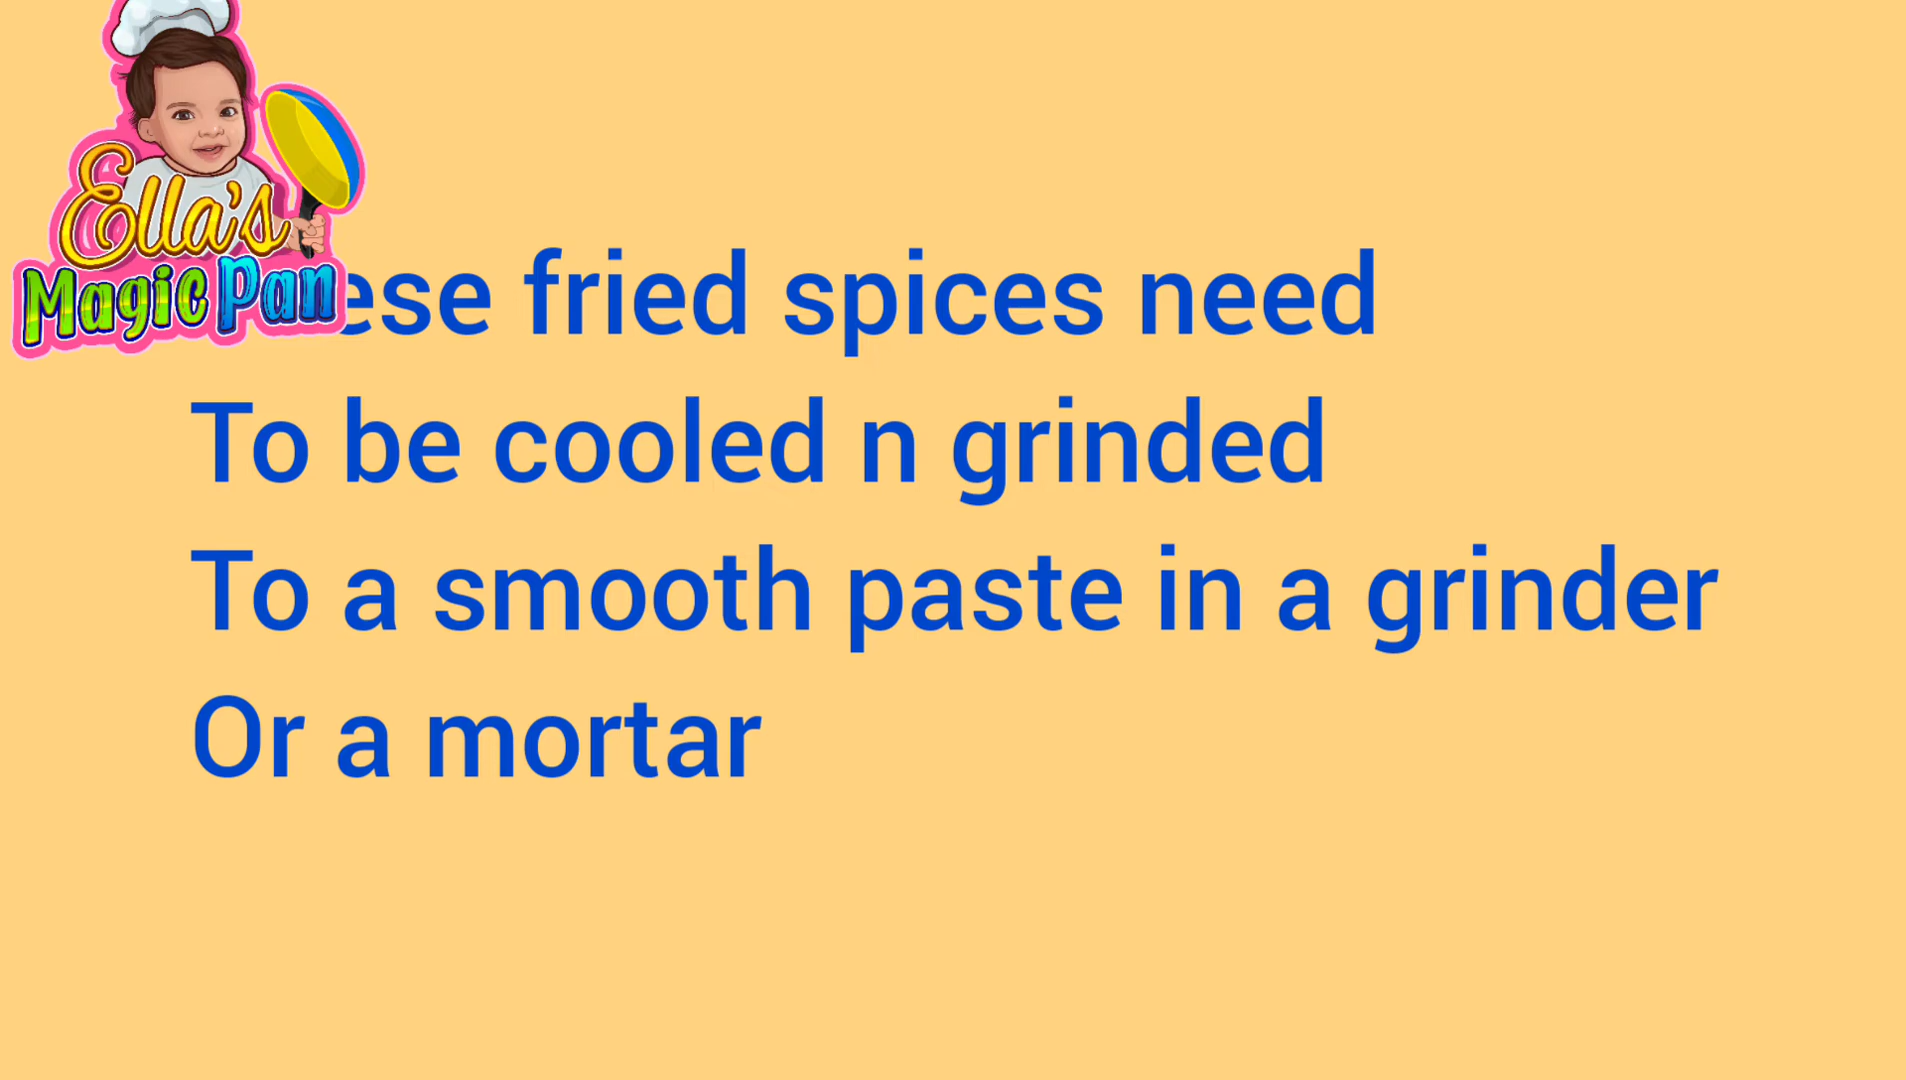 Ella's
Magic Pan
ese fried spices need
To be cooled n grinded
To a smooth paste in a grinder
Or a mortar